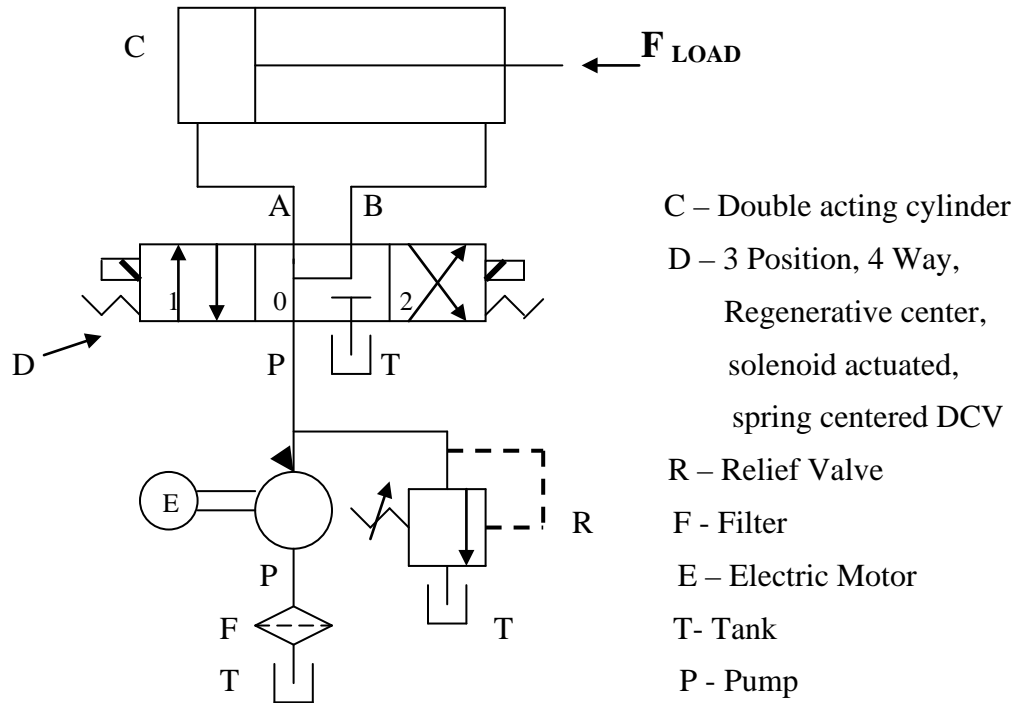 C
F LOAD
A B
1 0 2
D
P T
E
R
P
F
T
T
C – Double acting cylinder
D – 3 Position, 4 Way,
Regenerative center,
solenoid actuated,
spring centered DCV
R – Relief Valve
F - Filter
E – Electric Motor
T- Tank
P - Pump